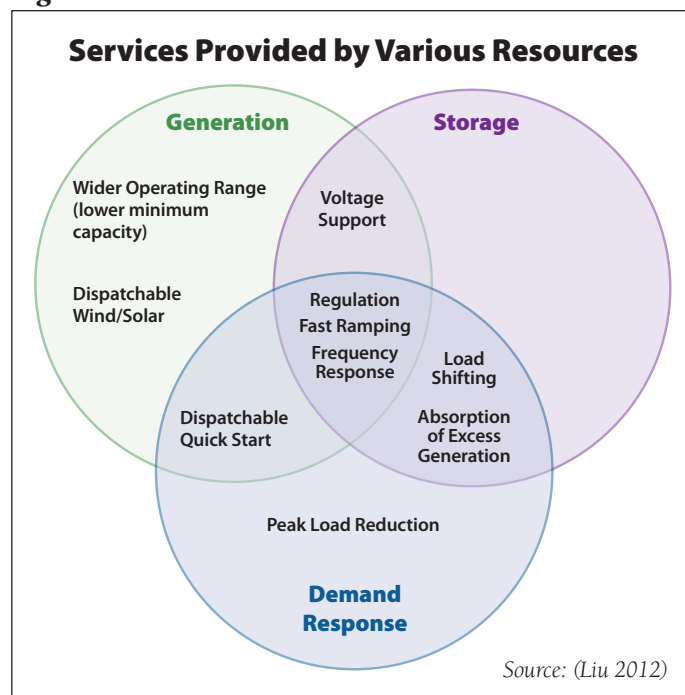 Services Provided by Various Resources
Generation
Storage
Wider Operating Range
(lower minimum
capacity)
Voltage
Support
Dispatchable
Wind/Solar
Regulation
Fast Ramping
Frequency
Response
Load
Shifting
Dispatchable
Quick Start
Absorption
of Excess
Generation
Peak Load Reduction
Demand
Response
Source: (Liu 2012)